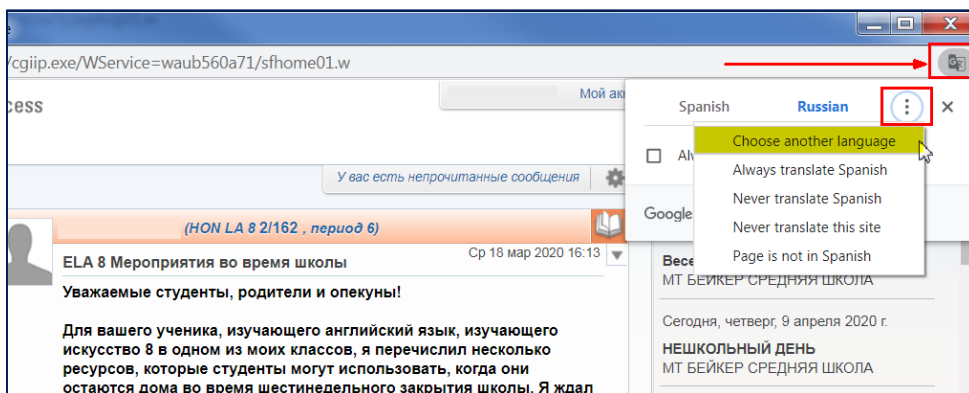 /cgiip.exe/WService=waub560a71/sfhome01.w
cess
Мой
Spanish
Russian
Choose another language
Always translate Spanish
Never translate Spanish
Never translate this site
Page is not in Spanish
Google
У вас есть непрочитанные сообщения
(HON LA 8 2/162 , период 6)
ELA 8 Мероприятия во время школы
Ср 18 мар 2020 16:13
Уважаемые студенты, родители и опекуны!
Для вашего ученика, изучающего английский язык, изучающего
искусство 8 в одном из моих классов, я перечислил несколько
ресурсов, которые студенты могут использовать, когда они
остаются дома во время шестинедельного закрытия школы. Я ждал
МТ БЕЙКЕР СРЕДНЯЯ ШКОЛА
Сегодня, четверг, 9 апреля 2020 г.
НЕШКОЛЬНЫЙ ДЕНЬ
МТ БЕЙКЕР СРЕДНЯЯ ШКОЛА